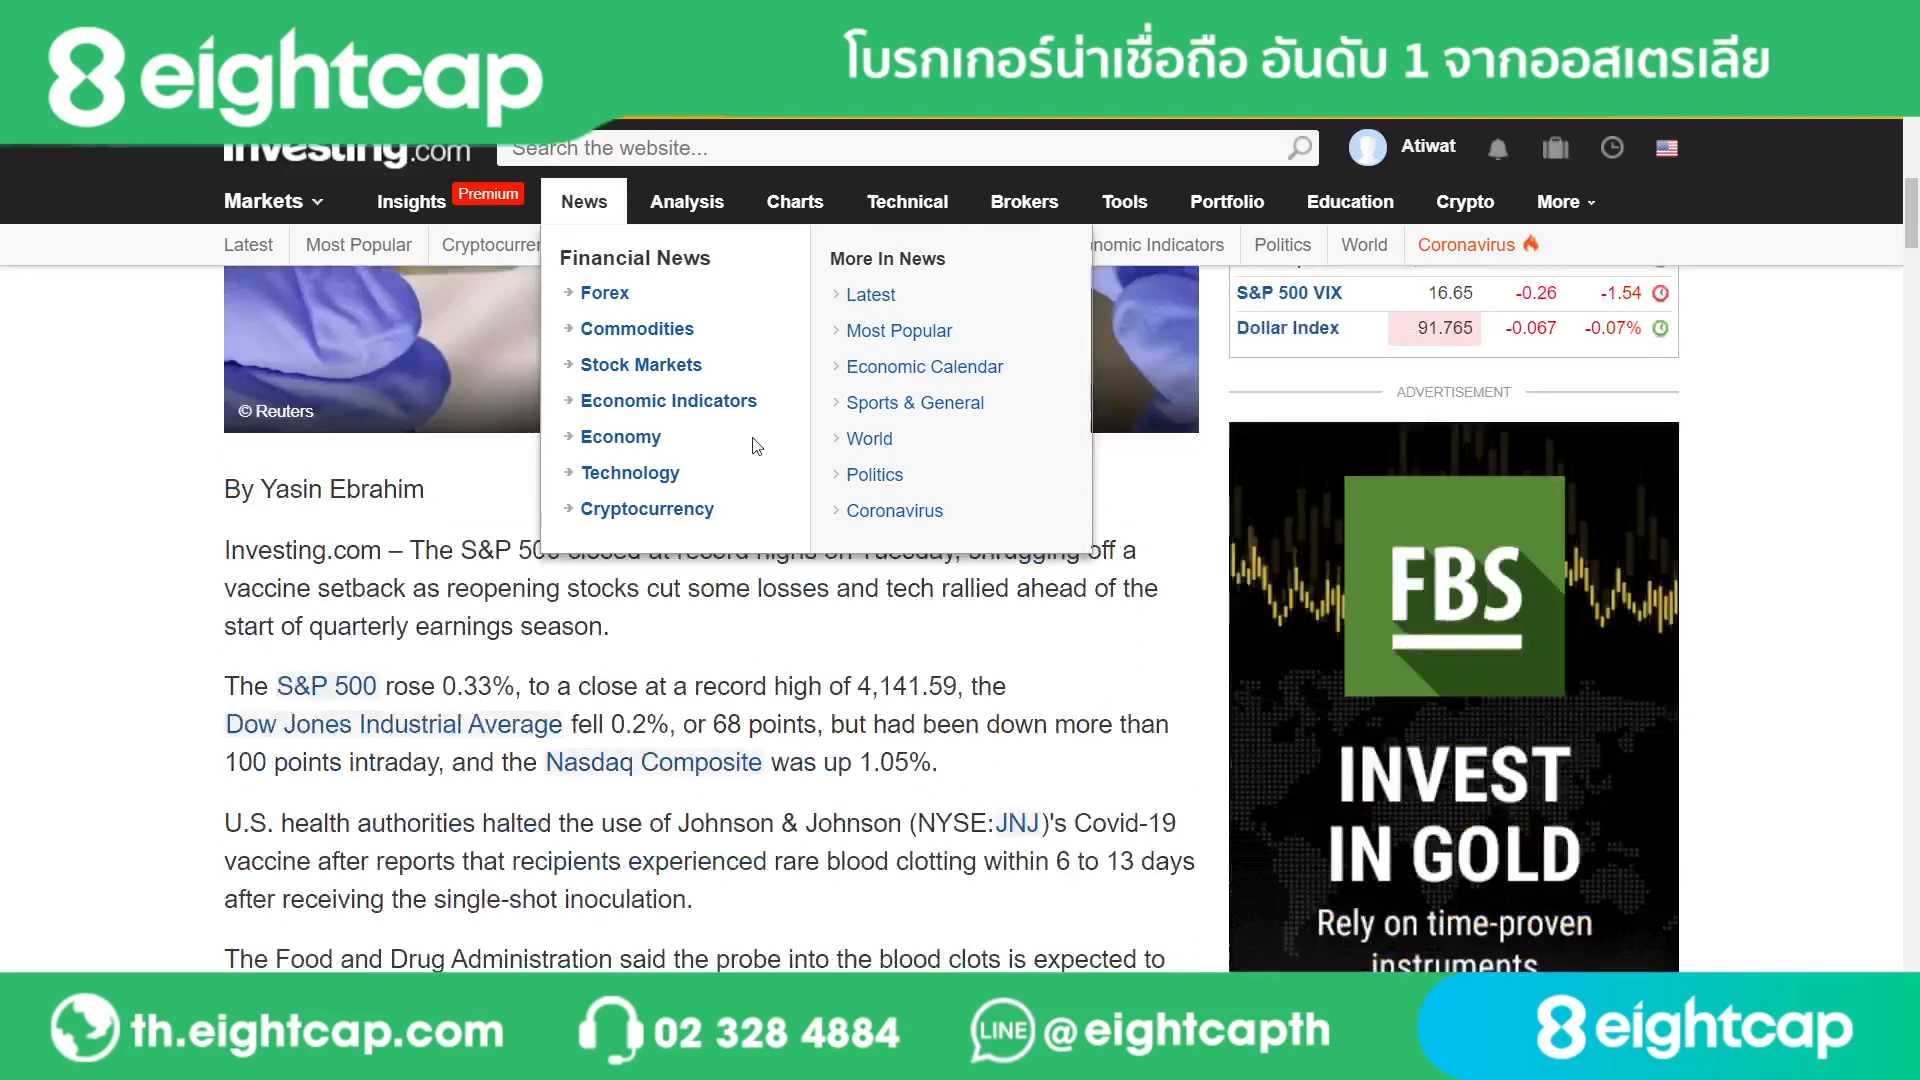 8 eightcap
โบรกเกอร์น่าเชื่อถือ อันดับ 1 จากออสเตรเลีย
Investing.com
Search the website...
Atiwat
Markets
Insights
Premium
News
Analysis
Charts
Technical
Brokers
Tools
Portfolio
Education
Crypto
More
Latest
Most Popular
Cryptocurren
nomic Indicators
Politics
World
Coronavirus
Financial News
Forex
Commodities
Stock Markets
Economic Indicators
Economy
Technology
Cryptocurrency
More In News
Latest
Most Popular
Economic Calendar
Sports & General
World
Politics
Coronavirus
S&P 500 VIX 16.65 -0.26 -1.54
Dollar Index 91.765 -0.067 -0.07%
ADVERTISEMENT
© Reuters
By Yasin Ebrahim
Investing.com – The S&P 500 closed at record highs on Tuesday, shrugging off a
vaccine setback as reopening stocks cut some losses and tech rallied ahead of the
start of quarterly earnings season.
The S&P 500 rose 0.33%, to a close at a record high of 4,141.59, the
Dow Jones Industrial Average fell 0.2%, or 68 points, but had been down more than
100 points intraday, and the Nasdaq Composite was up 1.05%.
U.S. health authorities halted the use of Johnson & Johnson (NYSE:JNJ)'s Covid-19
vaccine after reports that recipients experienced rare blood clotting within 6 to 13 days
after receiving the single-shot inoculation.
The Food and Drug Administration said the probe into the blood clots is expected to
FBS
INVEST
IN GOLD
Rely on time-proven
instruments
th.eightcap.com
02 328 4884
LINE
@eightcapth
8 eightcap